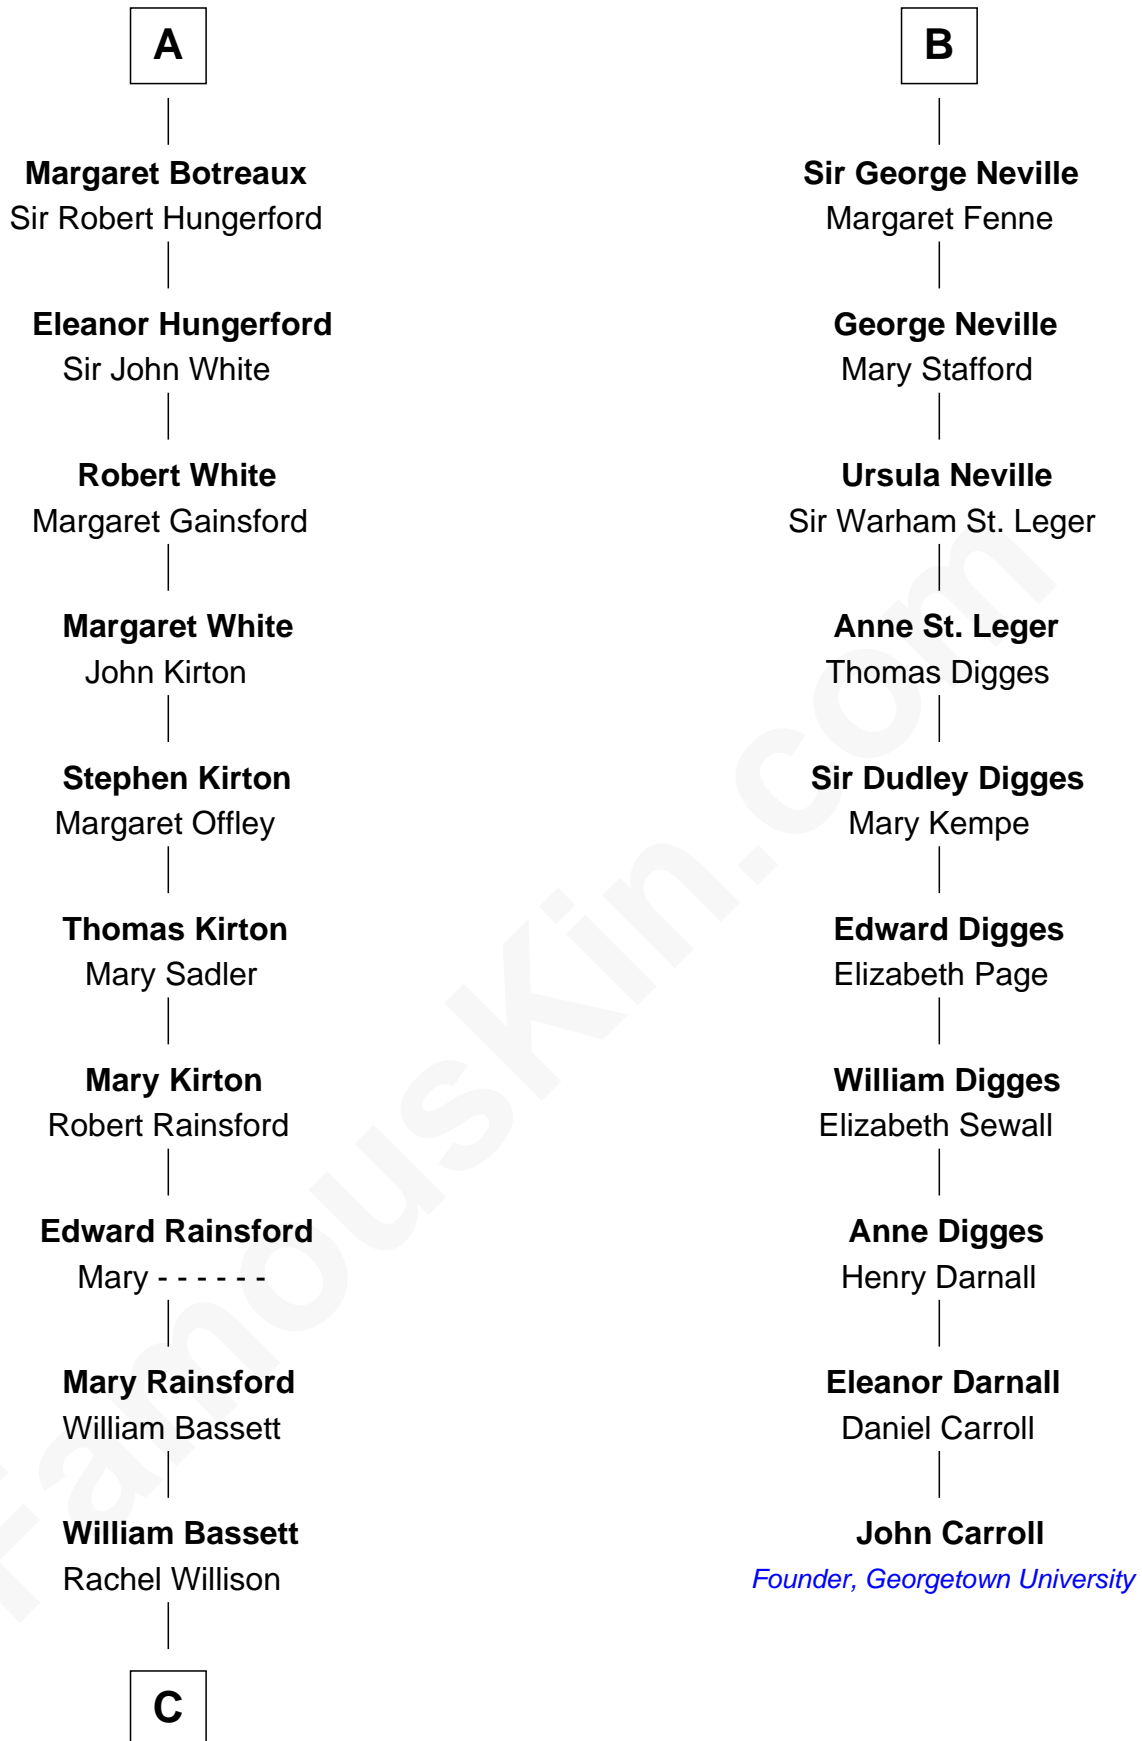 A
Margaret Botreaux
Sir Robert Hungerford
Eleanor Hungerford
Sir John White
Robert White
Margaret Gainsford
Margaret White
John Kirton
Stephen Kirton
Margaret Offley
Thomas Kirton
Mary Sadler
Mary Kirton
Robert Rainsford
Edward Rainsford
Mary - - - - - -
Mary Rainsford
William Bassett
William Bassett
Rachel Willison
C
B
Sir George Neville
Margaret Fenne
George Neville
Mary Stafford
Ursula Neville
Sir Warham St. Leger
Anne St. Leger
Thomas Digges
Sir Dudley Digges
Mary Kempe
Edward Digges
Elizabeth Page
William Digges
Elizabeth Sewall
Anne Digges
Henry Darnall
Eleanor Darnall
Daniel Carroll
John Carroll
Founder, Georgetown University
FamousKin.com